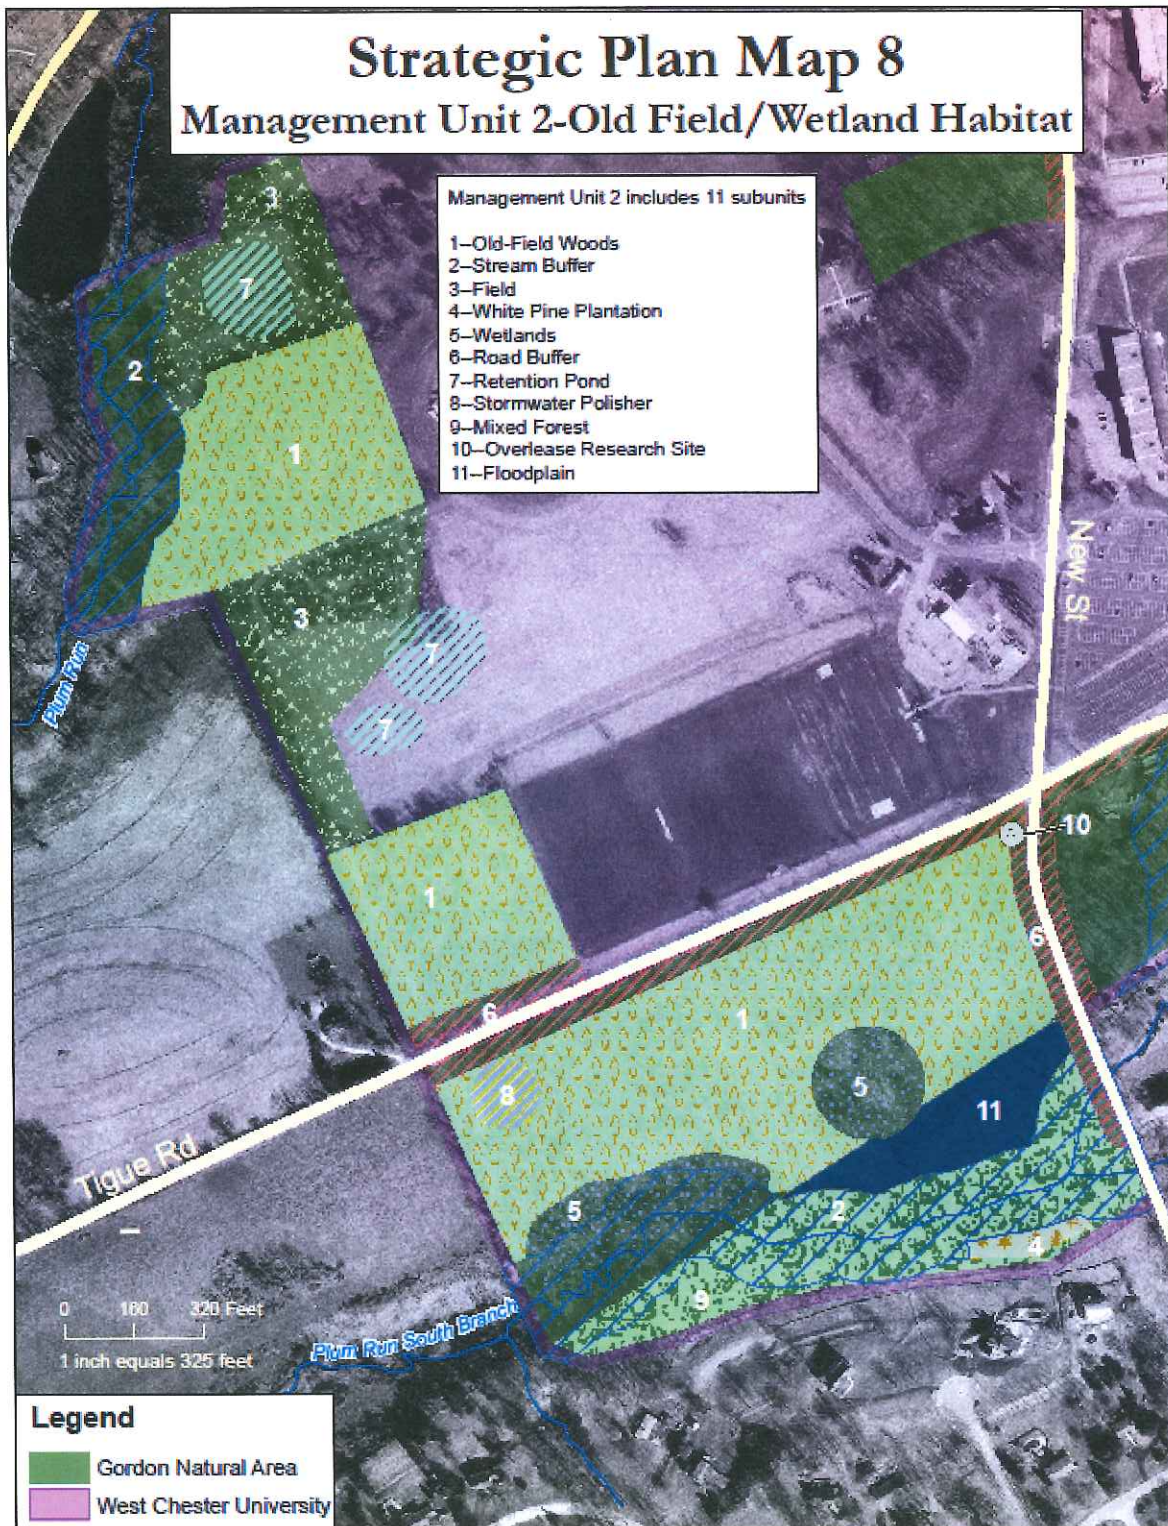 Strategic Plan Map 8
Management Unit 2-Old Field/Wetland Habitat
Management Unit 2 includes 11 subunits
1--Old-Field Woods
2--Stream Buffer
3--Field
4--White Pine Plantation
5--Wetlands
6--Road Buffer
7--Retention Pond
8--Stormwater Polisher
9--Mixed Forest
10--Overlease Research Site
11--Floodplain
3
7
2
1
New St
3
7
Plum Run
7
10
1
6
6
1
8
5
11
Tigue Rd
5
2
4
9
0 160 320 Feet
1 inch equals 325 feet
Plum Run South Branch
Legend
Gordon Natural Area
West Chester University